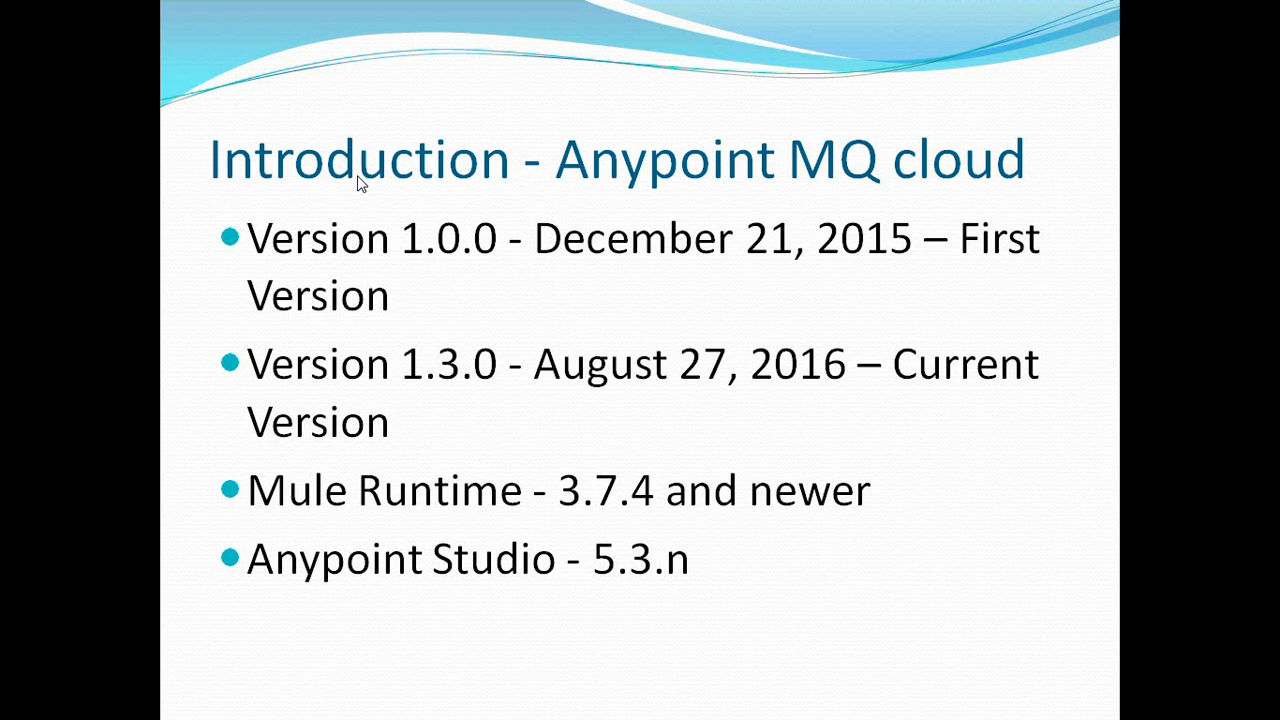 Introduction - Anypoint MQ cloud
Version 1.0.0 - December 21, 2015 – First
Version
Version 1.3.0 - August 27, 2016 – Current
Version
Mule Runtime - 3.7.4 and newer
Anypoint Studio - 5.3.n